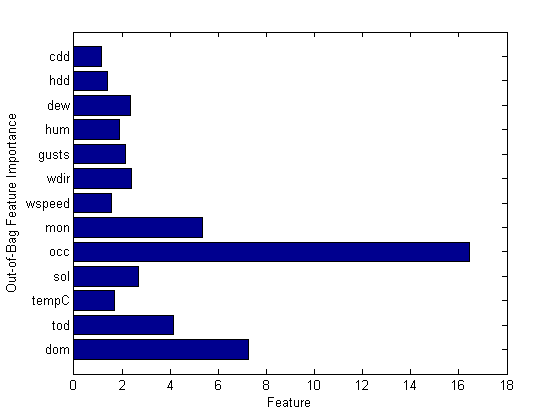 cdd
hdd
dew
hum
gusts
wdir
wspeed
mon
occ
sol
tempC
tod
dom
Out-of-Bag Feature Importance
0 2 4 6 8 10 12 14 16 18
Feature